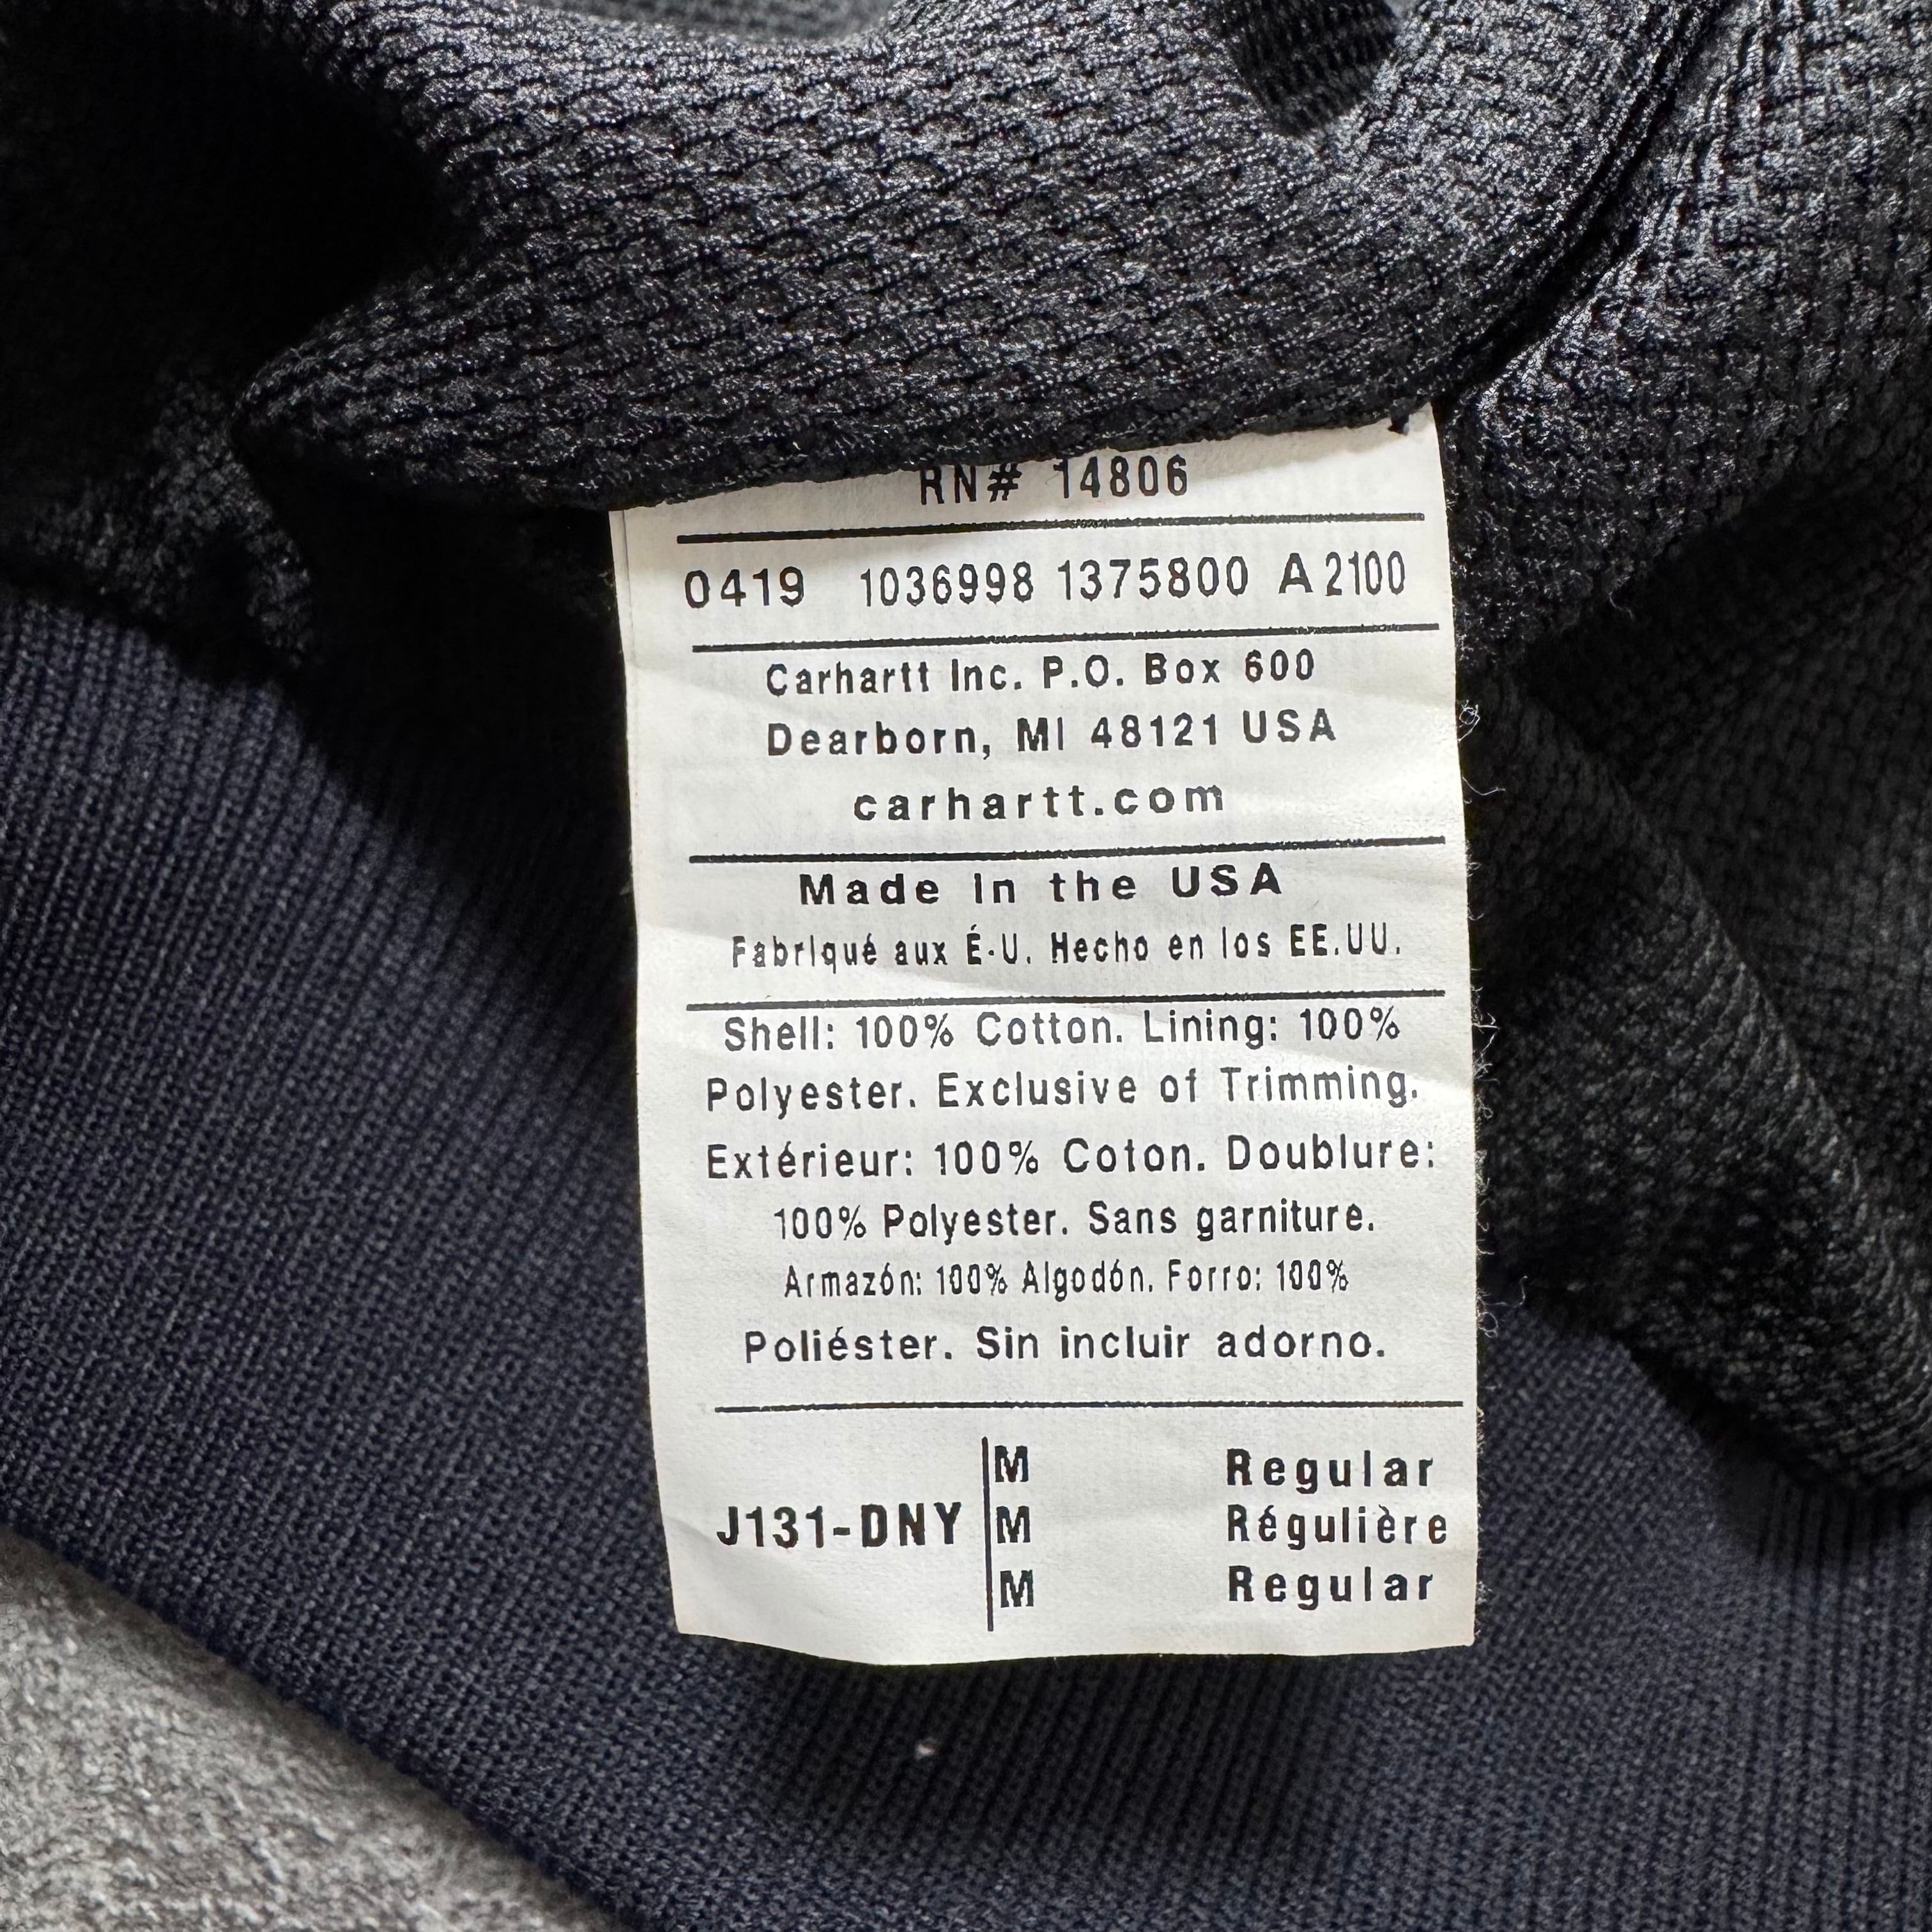 RN# 14806
0419 1036998 1375800 A 2100
Carhartt Inc. P.O. Box 600
Dearborn, MI 48121 USA
carhartt.com
Made In the USA
Fabriqué aux É-U. Hecho en los EE.UU.
Shell: 100% Cotton. Lining: 100%
Polyester. Exclusive of Trimming.
Extérieur: 100% Coton. Doublure:
100% Polyester. Sans garniture.
Armazón: 100% Algodón. Forro: 100%
Poliéster. Sin incluir adorno.
M Regular
J131-DNY M Régulière
M Regular